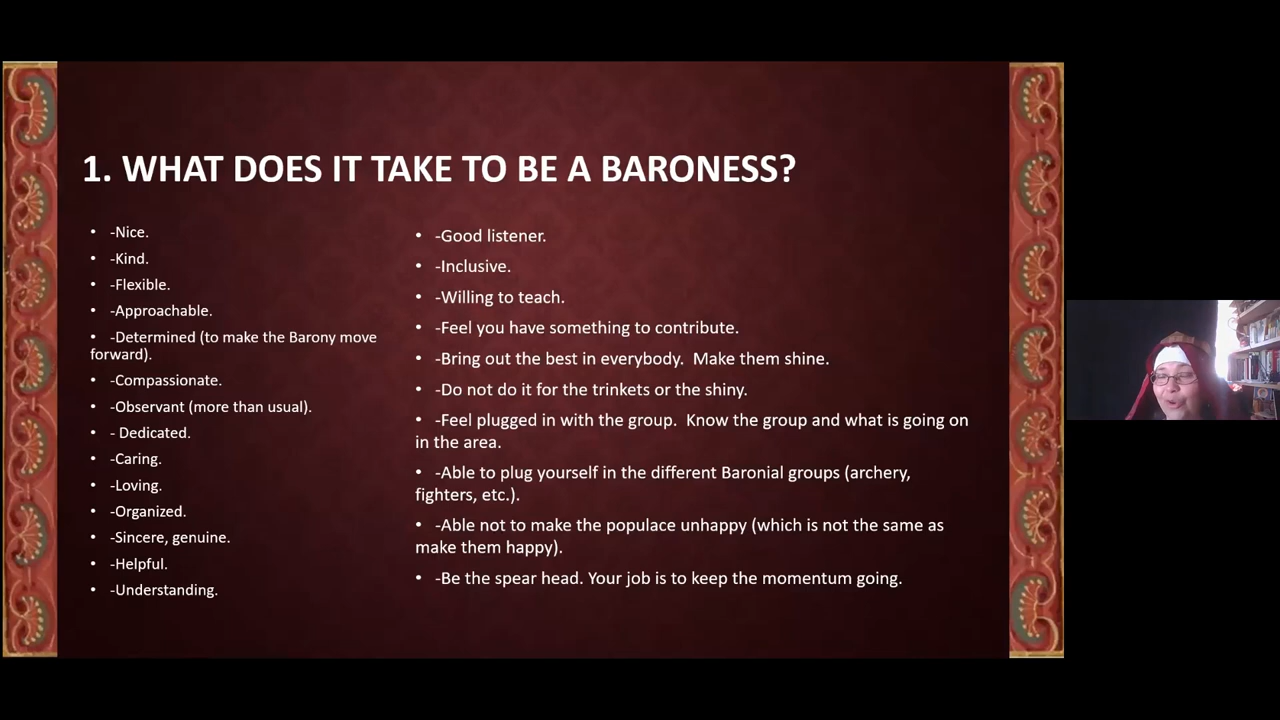 1. WHAT DOES IT TAKE TO BE A BARONESS?
• -Nice.
• -Kind.
• -Flexible.
• -Approachable.
• -Determined (to make the Barony move
forward).
• -Compassionate.
• -Observant (more than usual).
• - Dedicated.
• -Caring.
• -Loving.
• -Organized.
• -Sincere, genuine.
• -Helpful.
• -Understanding.
• -Good listener.
• -Inclusive.
• -Willing to teach.
• -Feel you have something to contribute.
• -Bring out the best in everybody.  Make them shine.
• -Do not do it for the trinkets or the shiny.
• -Feel plugged in with the group.  Know the group and what is going on
in the area.
• -Able to plug yourself in the different Baronial groups (archery,
fighters, etc.).
• -Able not to make the populace unhappy (which is not the same as
make them happy).
• -Be the spear head. Your job is to keep the momentum going.